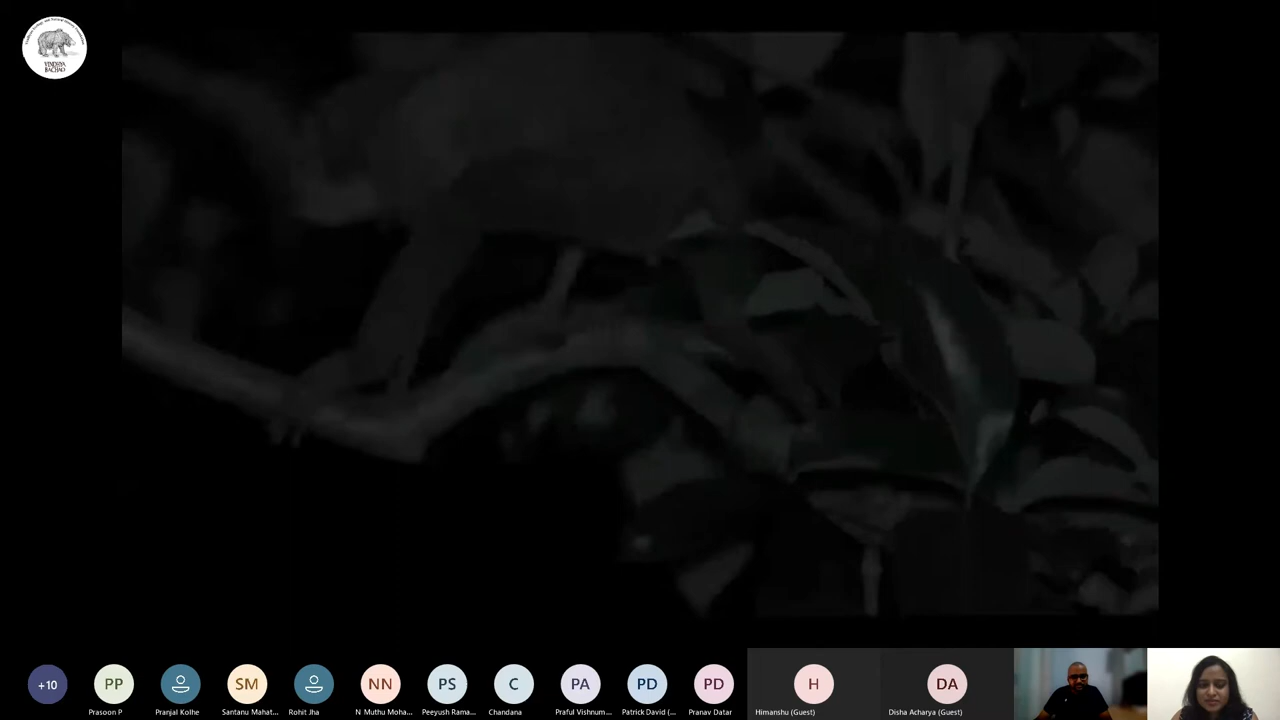 VINDHYA
BACHAO
+10
PP
SM
NN
PS
C
PA
PD
PD
H
DA
Prasoon P
Pranjal Kolhe
Santanu Mahat...
Rohit Jha
N Muthu Moha...
Peeyush Rama...
Chandana
Praful Vishnum...
Patrick David (...
Pranav Datar
Himanshu (Guest)
Disha Acharya (Guest)